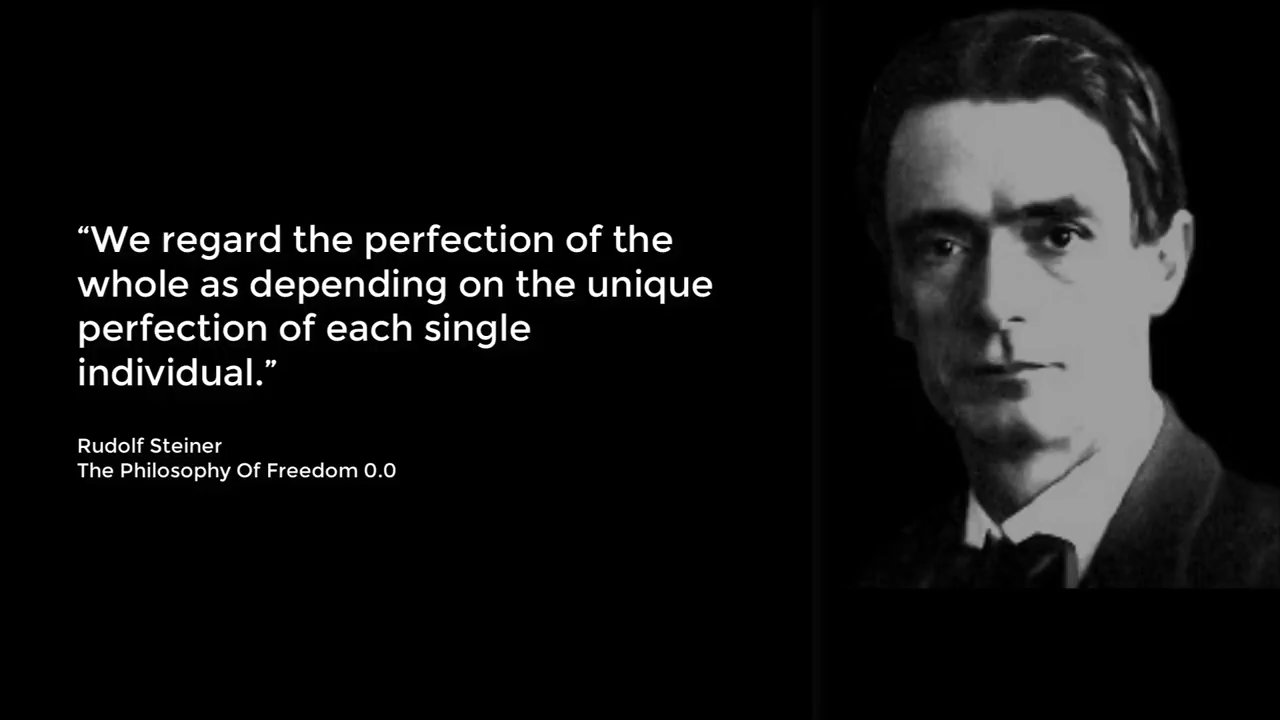 “We regard the perfection of the
whole as depending on the unique
perfection of each single
individual.”
Rudolf Steiner
The Philosophy Of Freedom 0.0